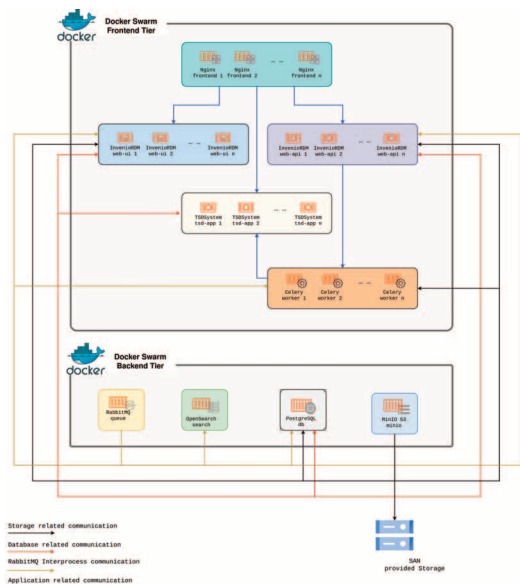 Docker Swarm
Frontend Tier
docker
Nginx
frontend 1
Nginx
frontend 2
Nginx
frontend n
InvenioRDM
web-ui 1
InvenioRDM
web-ui 2
InvenioRDM
web-ui n
InvenioRDM
web-api 1
InvenioRDM
web-api 2
InvenioRDM
web-api n
TSDSystem
tsd-app 1
TSDSystem
tsd-app 2
TSDSystem
tsd-app n
Celery
worker 1
Celery
worker 2
Celery
worker n
Docker Swarm
Backend Tier
docker
RabbitMQ
queue
OpenSearch
search
PostgreSQL
db
MinIO S3
minio
Storage related communication
Database related communication
RabbitMQ Interprocess communication
Application related communication
SAN
provided Storage